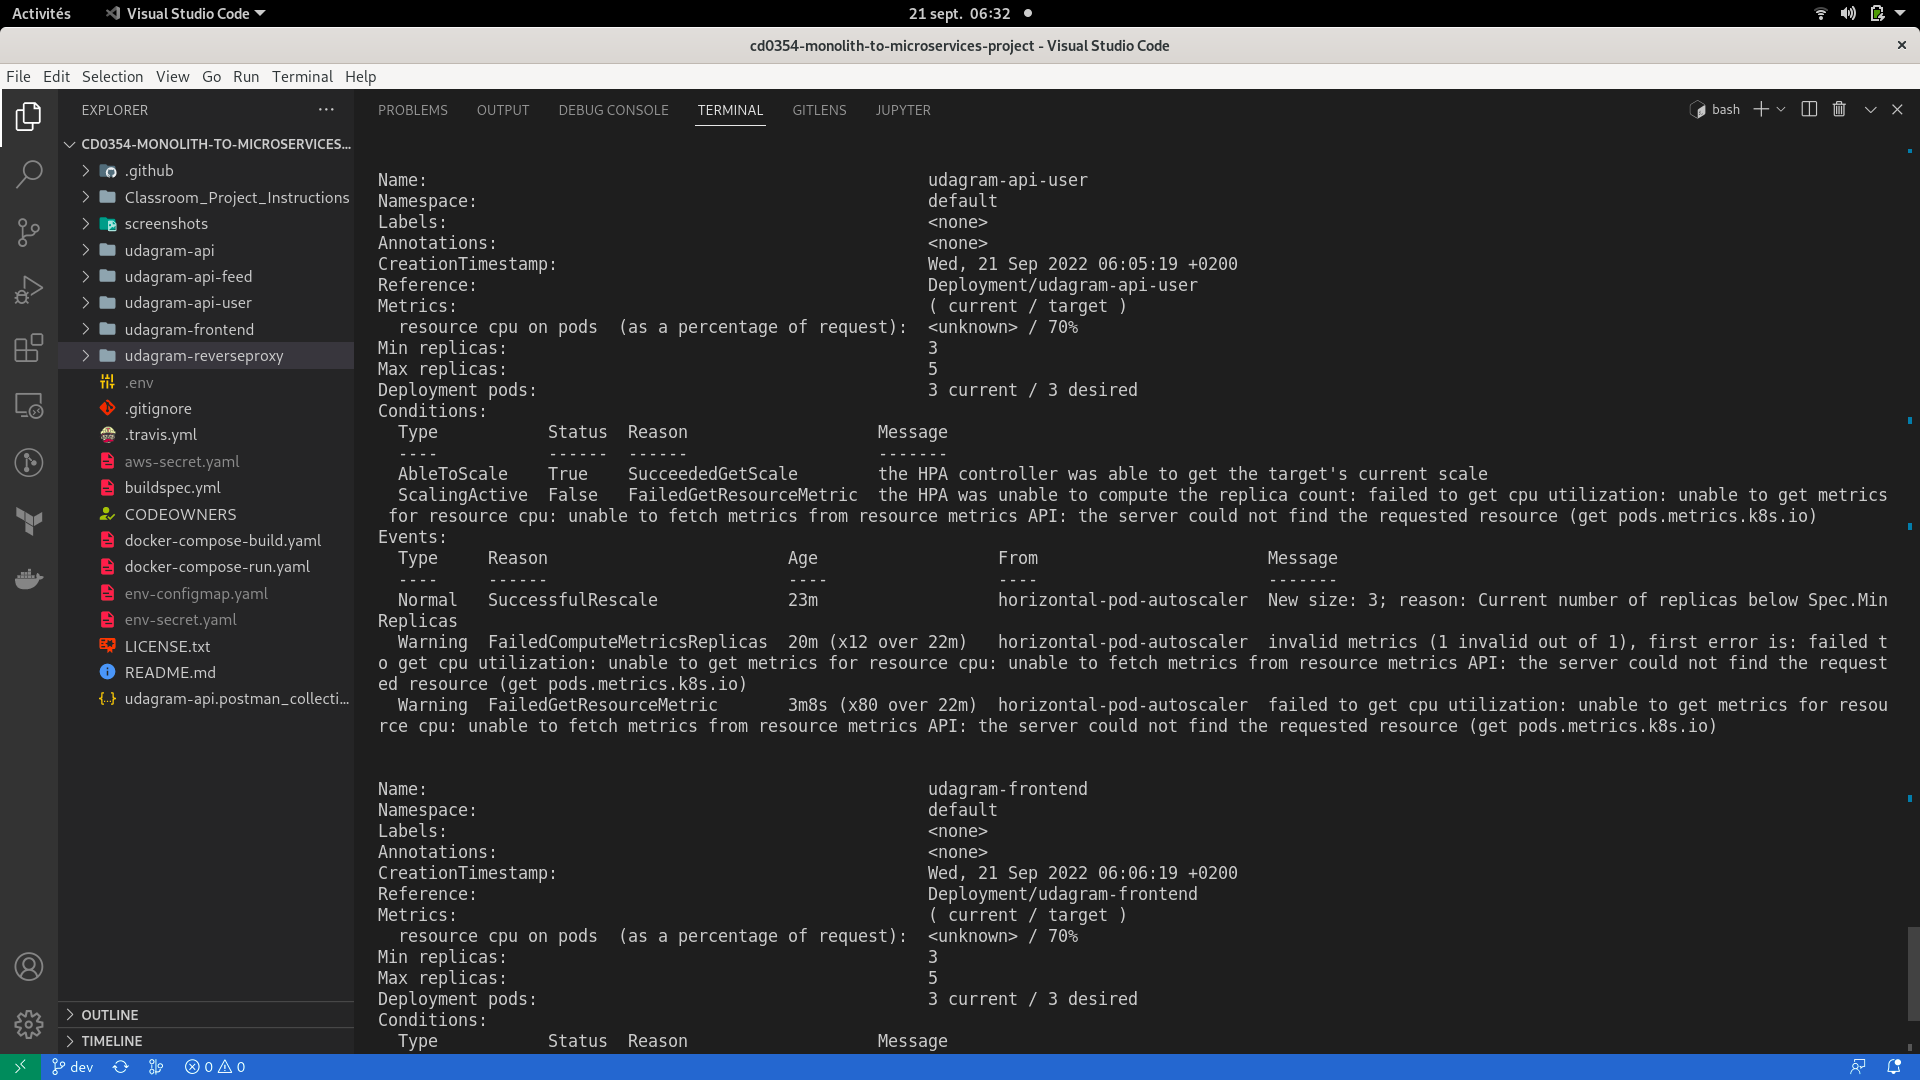 Activités
Visual Studio Code
21 sept. 06:32
cd0354-monolith-to-microservices-project - Visual Studio Code
File Edit Selection View Go Run Terminal Help
EXPLORER
CD0354-MONOLITH-TO-MICROSERVICES...
.github
Classroom_Project_Instructions
screenshots
udagram-api
udagram-api-feed
udagram-api-user
udagram-frontend
udagram-reverseproxy
.env
.gitignore
.travis.yml
aws-secret.yaml
buildspec.yml
CODEOWNERS
docker-compose-build.yaml
docker-compose-run.yaml
env-configmap.yaml
env-secret.yaml
LICENSE.txt
README.md
udagram-api.postman_collecti...
OUTLINE
TIMELINE
PROBLEMS OUTPUT DEBUG CONSOLE TERMINAL GITLENS JUPYTER
bash
Name: udagram-api-user
Namespace: default
Labels: <none>
Annotations: <none>
CreationTimestamp: Wed, 21 Sep 2022 06:05:19 +0200
Reference: Deployment/udagram-api-user
Metrics: ( current / target )
resource cpu on pods (as a percentage of request): <unknown> / 70%
Min replicas: 3
Max replicas: 5
Deployment pods: 3 current / 3 desired
Conditions:
Type Status Reason Message
---- ------ ------ -------
AbleToScale True SucceededGetScale the HPA controller was able to get the target's current scale
ScalingActive False FailedGetResourceMetric the HPA was unable to compute the replica count: failed to get cpu utilization: unable to get metrics
for resource cpu: unable to fetch metrics from resource metrics API: the server could not find the requested resource (get pods.metrics.k8s.io)
Events:
Type Reason Age From Message
---- ------ ---- ---- -------
Normal SuccessfulRescale 23m horizontal-pod-autoscaler New size: 3; reason: Current number of replicas below Spec.Min
Replicas
Warning FailedComputeMetricsReplicas 20m (x12 over 22m) horizontal-pod-autoscaler invalid metrics (1 invalid out of 1), first error is: failed t
o get cpu utilization: unable to get metrics for resource cpu: unable to fetch metrics from resource metrics API: the server could not find the request
ed resource (get pods.metrics.k8s.io)
Warning FailedGetResourceMetric 3m8s (x80 over 22m) horizontal-pod-autoscaler failed to get cpu utilization: unable to get metrics for resou
rce cpu: unable to fetch metrics from resource metrics API: the server could not find the requested resource (get pods.metrics.k8s.io)
Name: udagram-frontend
Namespace: default
Labels: <none>
Annotations: <none>
CreationTimestamp: Wed, 21 Sep 2022 06:06:19 +0200
Reference: Deployment/udagram-frontend
Metrics: ( current / target )
resource cpu on pods (as a percentage of request): <unknown> / 70%
Min replicas: 3
Max replicas: 5
Deployment pods: 3 current / 3 desired
Conditions:
Type Status Reason Message
dev 0 0